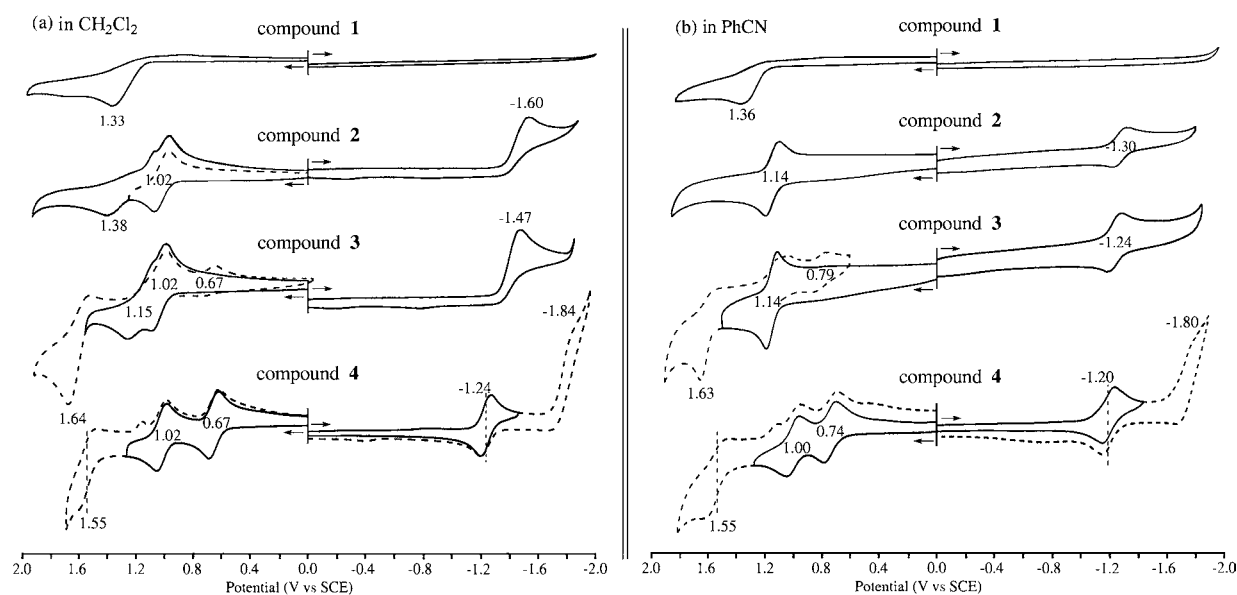 (a) in CH₂Cl₂
compound 1
1.33
-1.60
compound 2
1.02
1.38
-1.47
compound 3
1.02
0.67
1.15
-1.84
1.64
compound 4
-1.24
1.02
0.67
1.55
2.0 1.6 1.2 0.8 0.4 0.0 -0.4 -0.8 -1.2 -1.6 -2.0
Potential (V vs SCE)
(b) in PhCN
compound 1
1.36
compound 2
-1.30
1.14
compound 3
-1.24
0.79
1.14
-1.80
1.63
compound 4
-1.20
0.74
1.00
1.55
2.0 1.6 1.2 0.8 0.4 0.0 -0.4 -0.8 -1.2 -1.6 -2.0
Potential (V vs SCE)